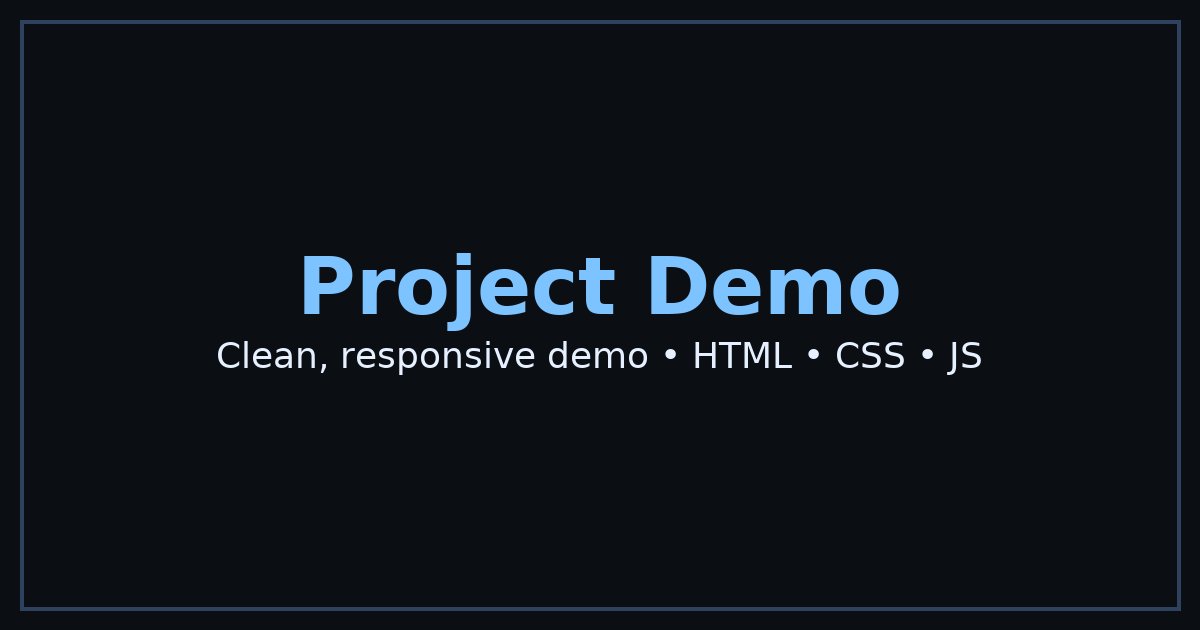 Project Demo
Clean, responsive demo • HTML • CSS • JS